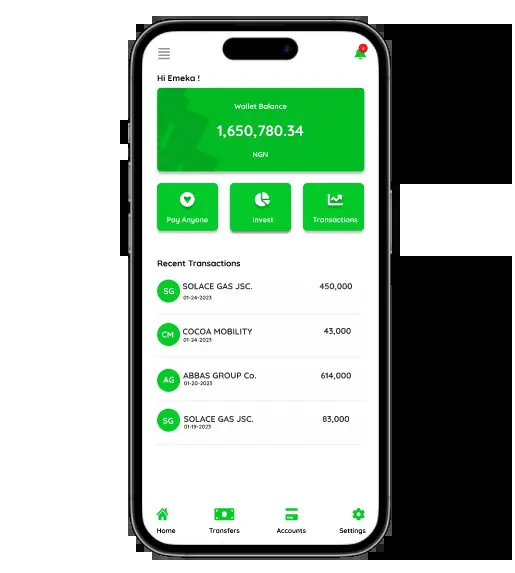 Hi Emeka !
Wallet Balance
1,650,780.34
NGN
Pay Anyone
Invest
Transactions
Recent Transactions
SG
SOLACE GAS JSC.
450,000
01-24-2023
CM
COCOA MOBILITY
43,000
01-24-2023
AG
ABBAS GROUP Co.
614,000
01-20-2023
SG
SOLACE GAS JSC.
83,000
01-19-2023
Home
Transfers
Accounts
Settings